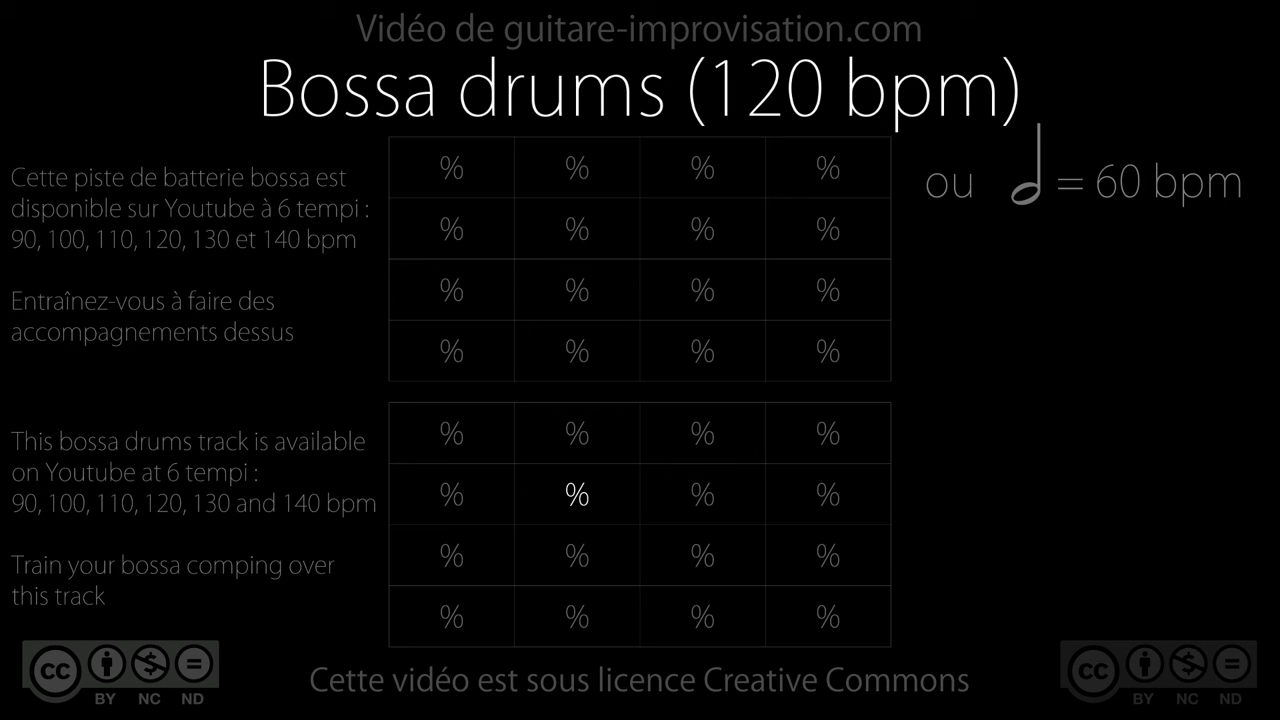 Vidéo de guitare-improvisation.com
Bossa drums (120 bpm)
ou = 60 bpm
Cette piste de batterie bossa est
disponible sur Youtube à 6 tempi :
90, 100, 110, 120, 130 et 140 bpm
Entraînez-vous à faire des
accompagnements dessus
% % % %
% % % %
% % % %
% % % %
This bossa drums track is available
on Youtube at 6 tempi :
90, 100, 110, 120, 130 and 140 bpm
Train your bossa comping over
this track
% % % %
% % % %
% % % %
% % % %
cc BY NC ND
Cette vidéo est sous licence Creative Commons
cc BY NC ND